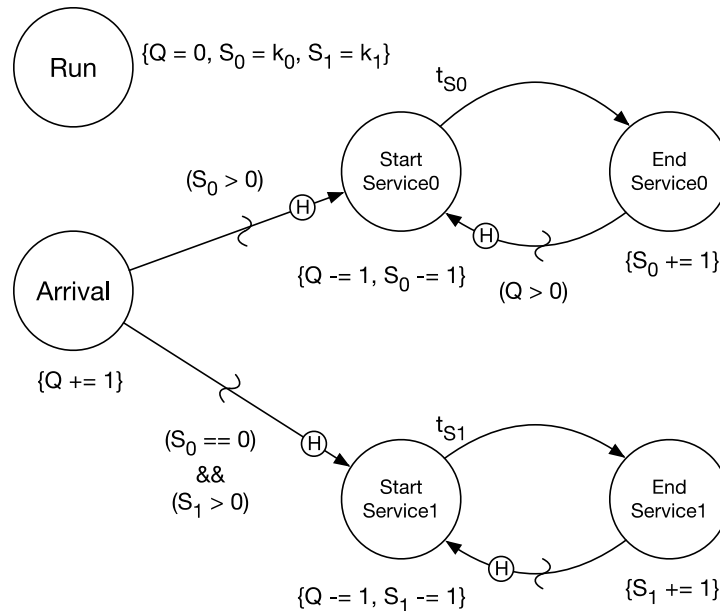 Run
{Q = 0, S0 = k0, S1 = k1}
tS0
Start
Service0
End
Service0
(S0 > 0)
H
H
Arrival
{Q -= 1, S0 -= 1}
(Q > 0)
{S0 += 1}
{Q += 1}
(S0 == 0)
&&
(S1 > 0)
H
tS1
Start
Service1
End
Service1
H
{Q -= 1, S1 -= 1}
{S1 += 1}